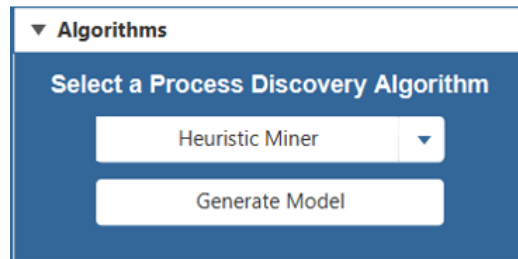 Algorithms
Select a Process Discovery Algorithm
Heuristic Miner
Generate Model